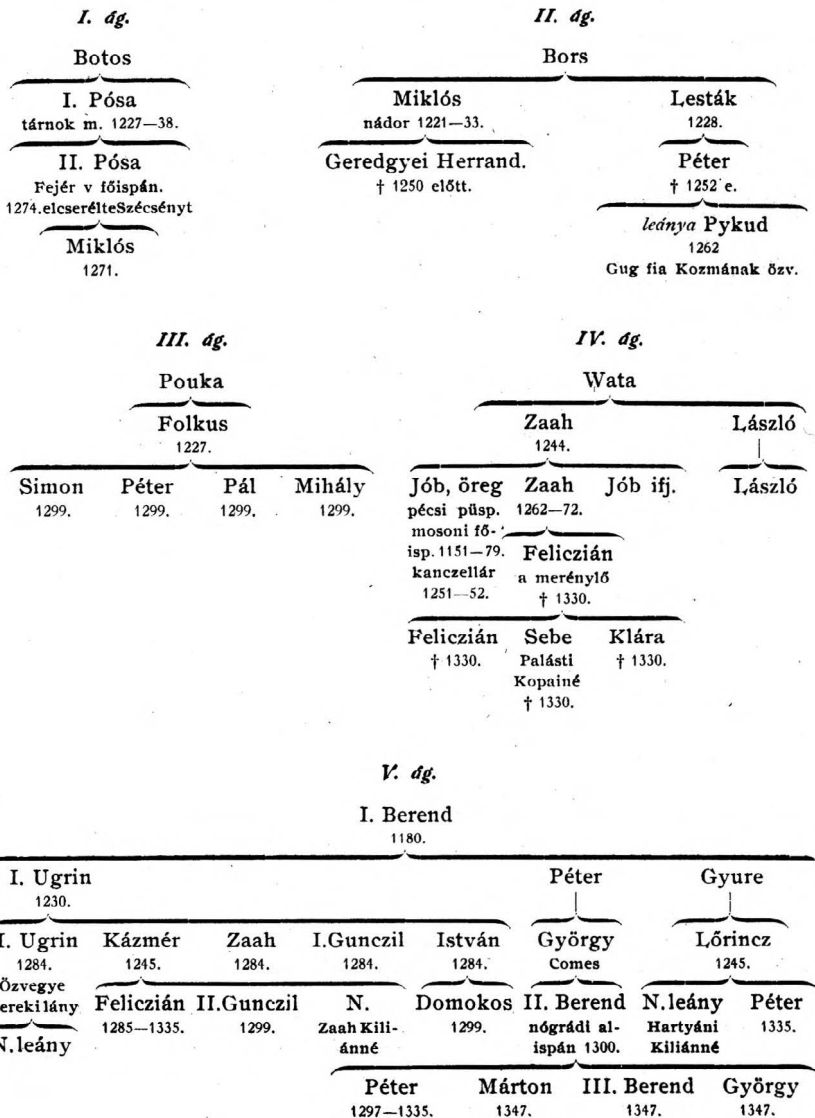 I. ág.
Botos
I. Pósa
tárnok m. 1227—38.
II. Pósa
Fejér v főispán.
1274.elcserélteSzécsényt
Miklós
1271.
II. ág.
Bors
Miklós Lesták
nádor 1221—33. 1228.
Geredgyei Herrand. Péter
† 1250 előtt. † 1252 e.
leánya Pykud
1262
Gug fia Kozmának özv.
III. ág.
Pouka
Folkus
1227.
Simon Péter Pál Mihály
1299. 1299. 1299. 1299.
IV. ág.
Wata
Zaah László
1244.
Jób, öreg Zaah Jób ifj. László
pécsi püsp. 1262—72.
mosoni fő-
isp. 1151—79. Feliczián
kanczellár a merénylő
1251—52. † 1330.
Feliczián Sebe Klára
† 1330. Palásti † 1330.
Kopainé
† 1330.
V. ág.
I. Berend
1180.
I. Ugrin Péter Gyure
1230.
I. Ugrin Kázmér Zaah I.Gunczil István György Lőrincz
1284. 1245. 1284. 1284. 1284. Comes 1245.
Özvegye
ereki lány Feliczián II.Gunczil N. Domokos II. Berend N.leány Péter
1285—1335. 1299. Zaah Kili- 1299. nógrádi al- Hartyáni 1335.
N.leány ánné ispán 1300. Kiliánné
Péter Márton III. Berend György
1297—1335. 1347. 1347. 1347.